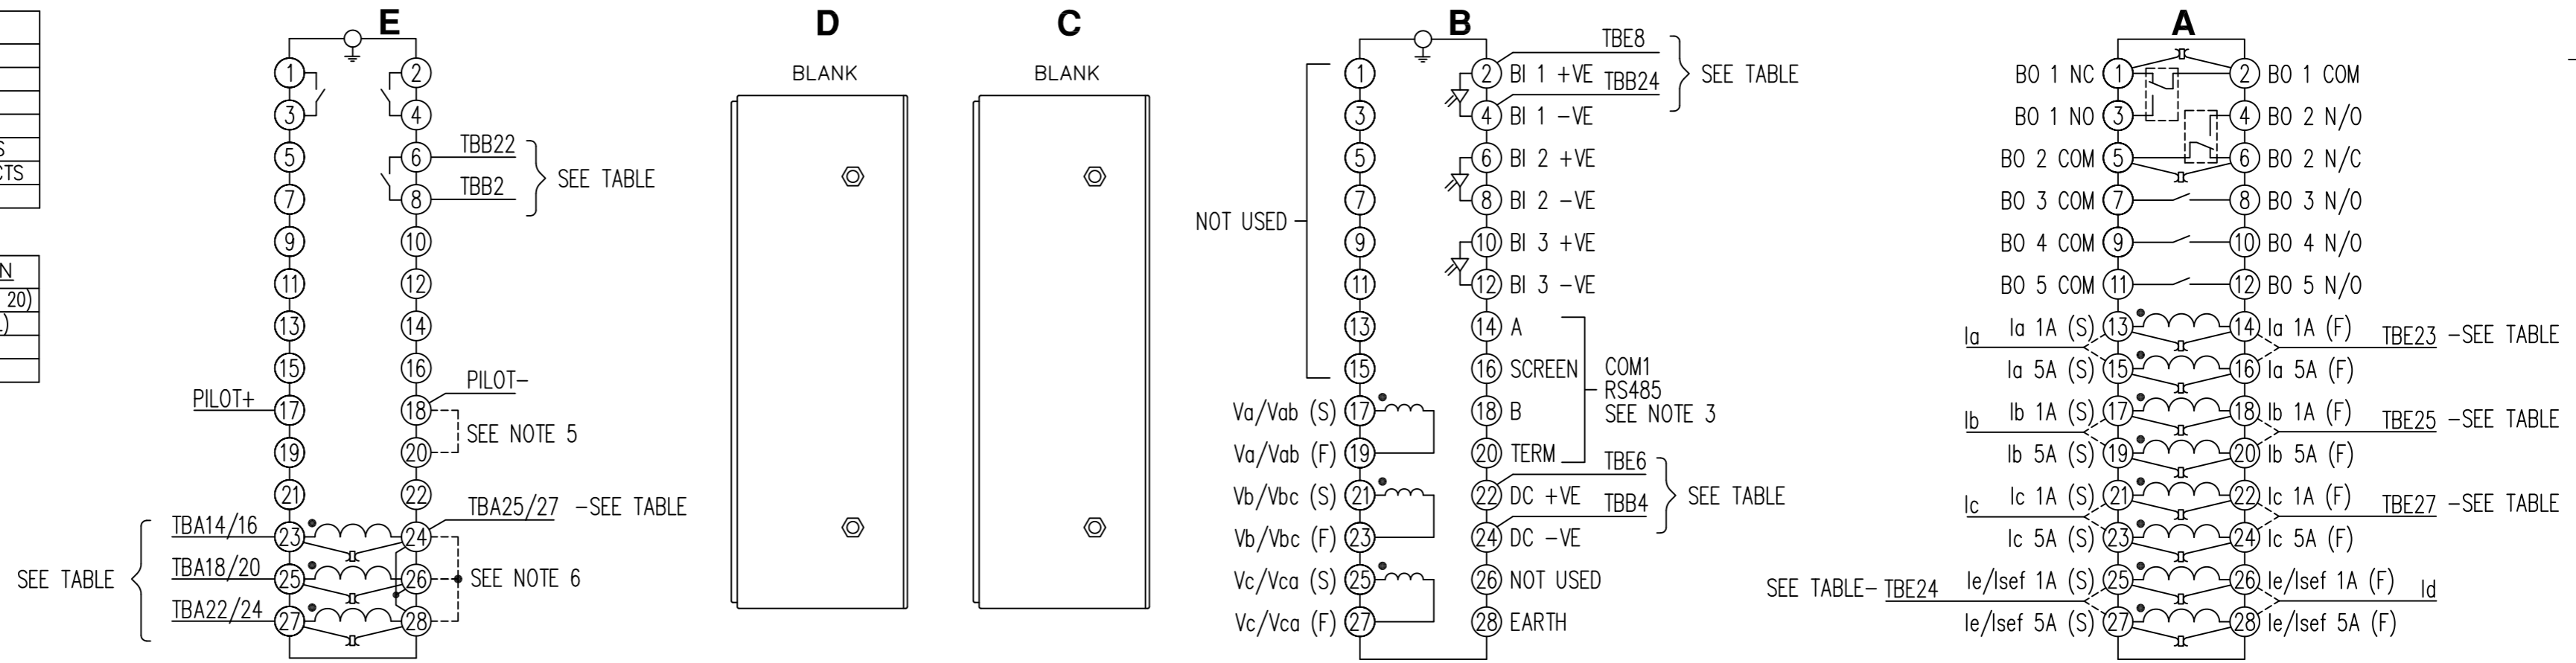 E
D
C
B
A
BLANK
BLANK
S
CTS
N
20)
)
1
2
3
4
5
6
7
8
9
10
11
12
13
14
15
16
17
18
19
20
21
22
23
24
25
26
27
28
TBB22
TBB2
SEE TABLE
PILOT+
PILOT-
SEE NOTE 5
TBA25/27 -SEE TABLE
TBA14/16
TBA18/20
TBA22/24
SEE TABLE
SEE NOTE 6
NOT USED
TBE8
TBB24
SEE TABLE
1
2 BI 1 +VE
3
4 BI 1 -VE
5
6 BI 2 +VE
7
8 BI 2 -VE
9
10 BI 3 +VE
11
12 BI 3 -VE
13
14 A
15
16 SCREEN
Va/Vab (S) 17
18 B
Va/Vab (F) 19
20 TERM
COM1
RS485
SEE NOTE 3
TBE6
TBB4
SEE TABLE
Vb/Vbc (S) 21
22 DC +VE
Vb/Vbc (F) 23
24 DC -VE
Vc/Vca (S) 25
26 NOT USED
Vc/Vca (F) 27
28 EARTH
BO 1 NC 1
2 BO 1 COM
BO 1 NO 3
4 BO 2 N/O
BO 2 COM 5
6 BO 2 N/C
BO 3 COM 7
8 BO 3 N/O
BO 4 COM 9
10 BO 4 N/O
BO 5 COM 11
12 BO 5 N/O
Ia
Ia 1A (S) 13
14 Ia 1A (F)
TBE23 -SEE TABLE
Ia 5A (S) 15
16 Ia 5A (F)
Ib
Ib 1A (S) 17
18 Ib 1A (F)
TBE25 -SEE TABLE
Ib 5A (S) 19
20 Ib 5A (F)
Ic
Ic 1A (S) 21
22 Ic 1A (F)
TBE27 -SEE TABLE
Ic 5A (S) 23
24 Ic 5A (F)
SEE TABLE- TBE24
Ie/Isef 1A (S) 25
26 Ie/Isef 1A (F)
Id
Ie/Isef 5A (S) 27
28 Ie/Isef 5A (F)